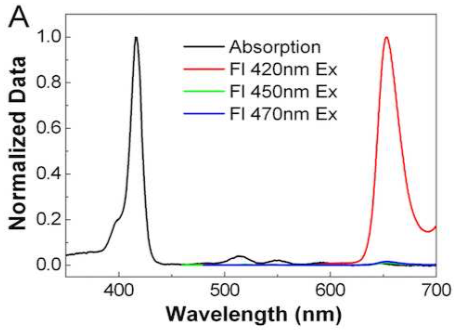 A
Absorption
Fl 420nm Ex
Fl 450nm Ex
Fl 470nm Ex
Normalized Data
1.0
0.8
0.6
0.4
0.2
0.0
400 500 600 700
Wavelength (nm)